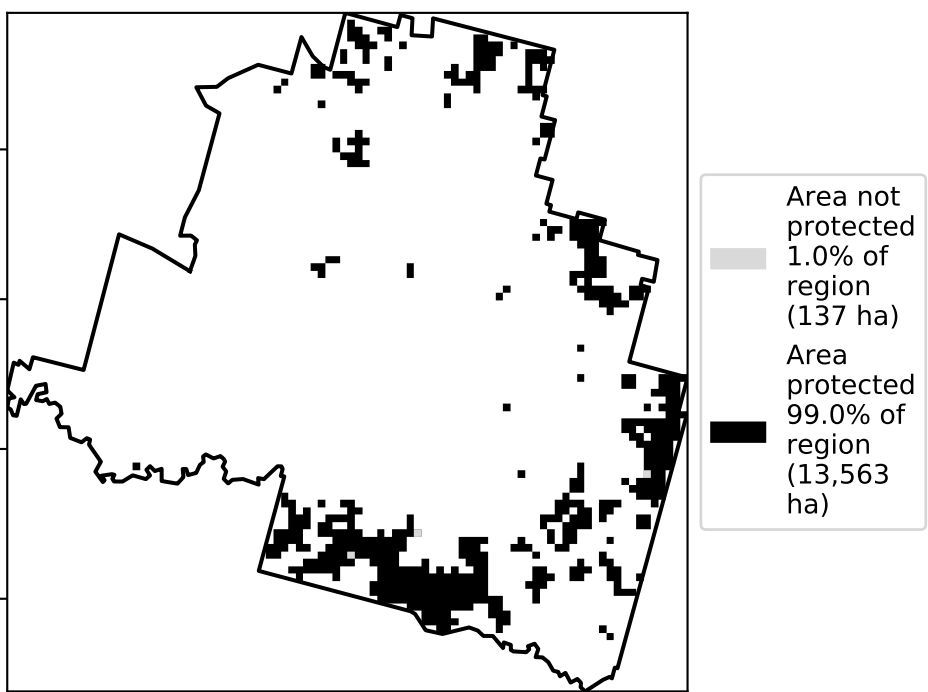 Area not
protected
1.0% of
region
(137 ha)
Area
protected
99.0% of
region
(13,563
ha)